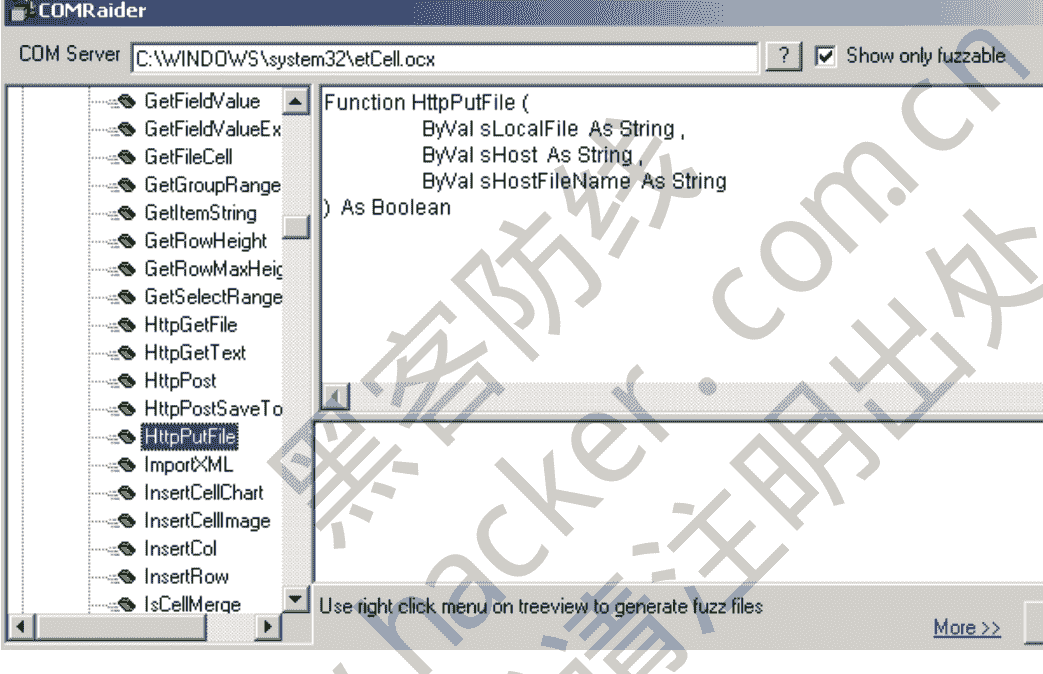 COMRaider
COM Server C:\WINDOWS\system32\etCell.ocx ? Show only fuzzable
GetFieldValue
GetFieldValueEx
GetFileCell
GetGroupRange
GetItemString
GetRowHeight
GetRowMaxHeig
GetSelectRange
HttpGetFile
HttpGetText
HttpPost
HttpPostSaveTo
HttpPutFile
ImportXML
InsertCellChart
InsertCellImage
InsertCol
InsertRow
IsCellMerge
Function HttpPutFile (
ByVal sLocalFile As String ,
ByVal sHost As String ,
ByVal sHostFileName As String
) As Boolean
Use right click menu on treeview to generate fuzz files
More >>
黑客防线
hacker.com.cn
请注明出处